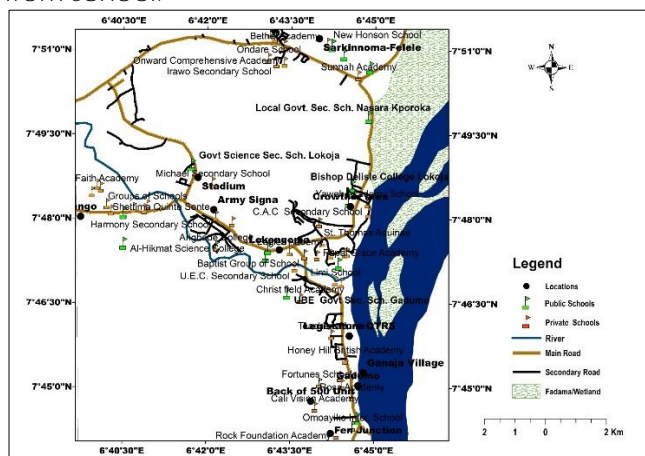 6°40'30"E 6°42'0"E 6°43'30"E 6°45'0"E
Bethel Academy
New Honson School
Ondare School
Sarkinnoma-Felele
7°51'0"N
7°51'0"N
Onward Comprehensive Academy
Sunnah Academy
Irawo Secondary School
Local Govt. Sec. Sch. Nasara Kporoka
7°49'30"N
7°49'30"N
Govt Science Sec. Sch. Lokoja
Michael Secondary School
Bishop Deliste College Lokoja
Faith Academy
Stadium
Groups of Schools
Army Signa
C.A.C Secondary School
7°48'0"N
7°48'0"N
Harmony Secondary School
St. Thomas Aquinas
Al-Hikmat Science College
Baptist Group of School
U.E.C. Secondary School
Limi School
Christ field Academy
7°46'30"N
7°46'30"N
UBE Govt Sec. Sch. Gadumo
Honey Hill British Academy
Ganaja Village
Fortunes School
Gadumo
7°45'0"N
7°45'0"N
Back of 500 Unit
Cali Vision Academy
Rock Foundation Academy
6°40'30"E 6°42'0"E 6°43'30"E 6°45'0"E
N
W E
S
Legend
Locations
Public Schools
Private Schools
River
Main Road
Secondary Road
Fadama/Wetland
2 1 0 2 Km